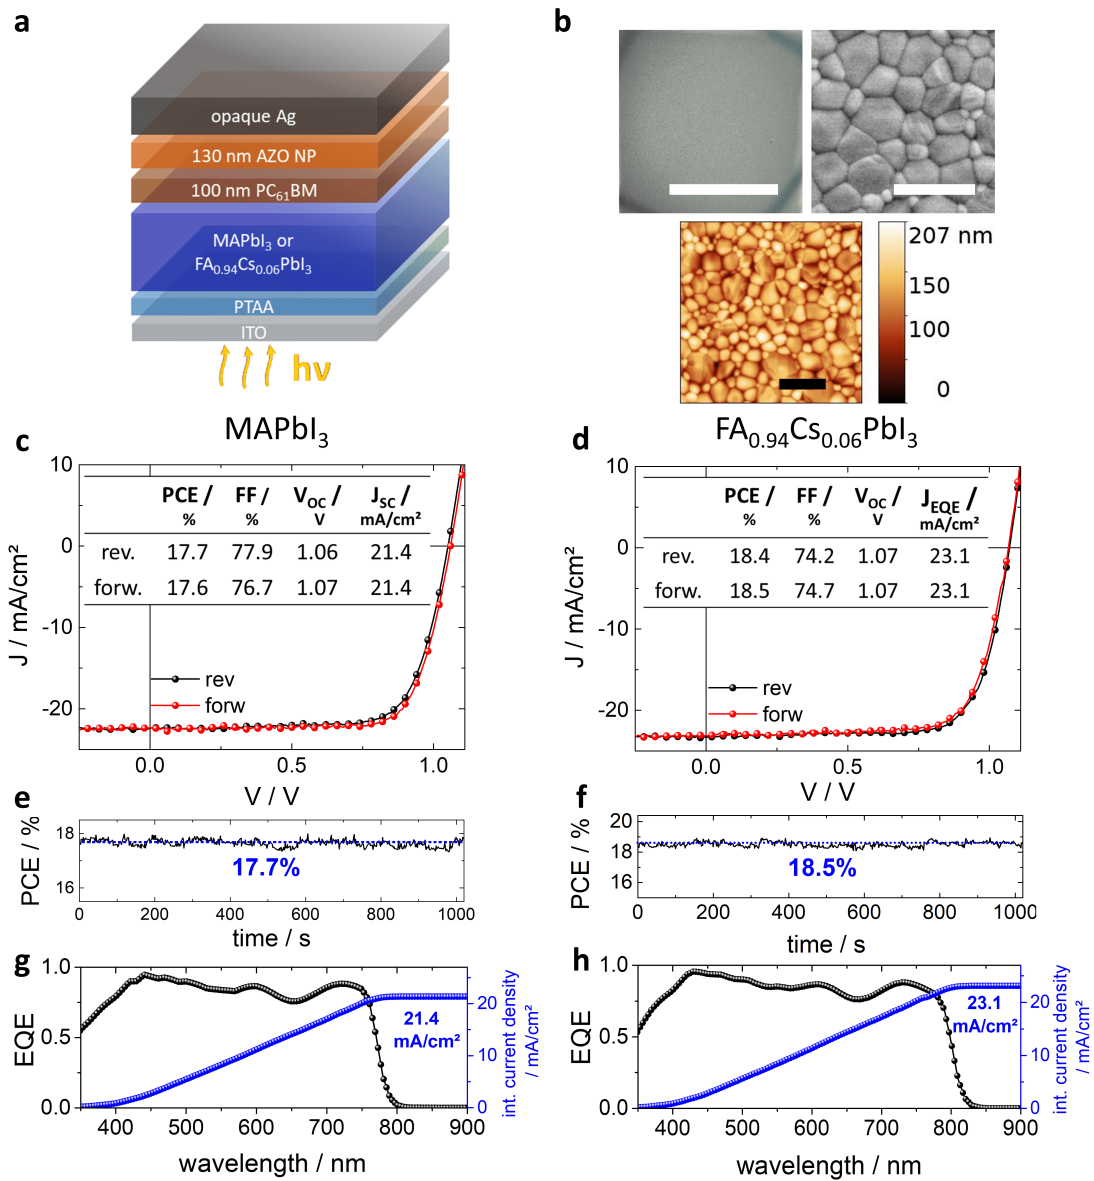 a
opaque Ag
130 nm AZO NP
100 nm PC₆₁BM
MAPbI₃ or
FA₀.₉₄Cs₀.₀₆PbI₃
PTAA
ITO
hν
b
207 nm
150
100
0
c
MAPbI₃
10
0
-10
-20
J / mA/cm²
PCE / FF / V_OC / J_SC /
% % V mA/cm²
rev. 17.7 77.9 1.06 21.4
forw. 17.6 76.7 1.07 21.4
rev
forw
0.0 0.5 1.0
V / V
d
FA₀.₉₄Cs₀.₀₆PbI₃
10
0
-10
-20
J / mA/cm²
PCE / FF / V_OC / J_EQE /
% % V mA/cm²
rev. 18.4 74.2 1.07 23.1
forw. 18.5 74.7 1.07 23.1
rev
forw
0.0 0.5 1.0
V / V
e
PCE / %
18
16
17.7%
0 200 400 600 800 1000
time / s
f
PCE / %
20
18
16
18.5%
0 200 400 600 800 1000
time / s
g
EQE
1.0
0.5
0.0
21.4
mA/cm²
20
10
0
int. current density
/ mA/cm²
400 500 600 700 800 900
wavelength / nm
h
EQE
1.0
0.5
0.0
23.1
mA/cm²
20
10
0
int. current density
/ mA/cm²
400 500 600 700 800 900
wavelength / nm